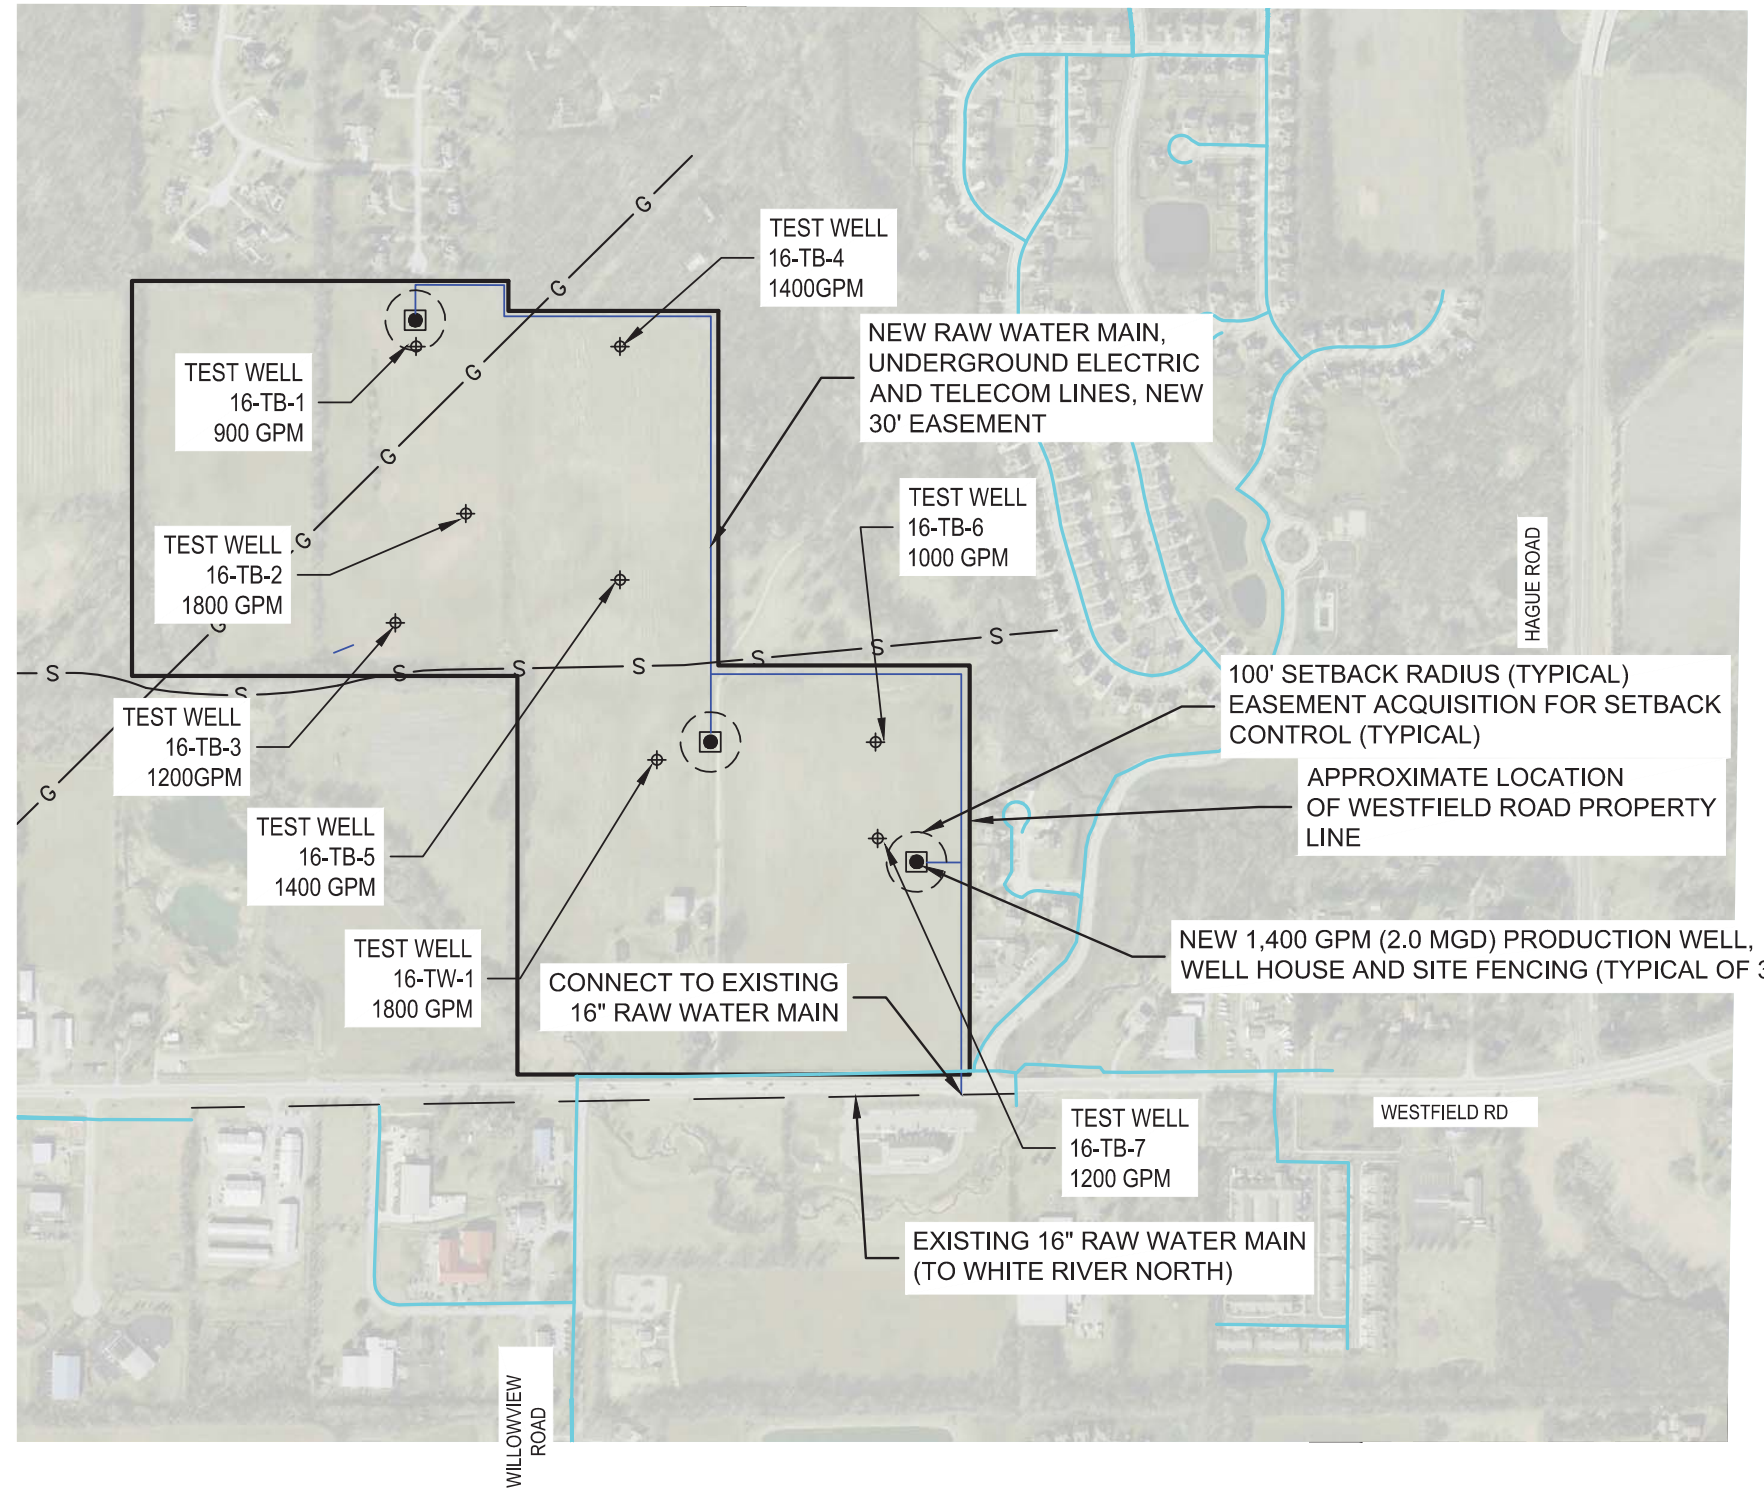 TEST WELL
16-TB-4
1400GPM
NEW RAW WATER MAIN,
UNDERGROUND ELECTRIC
AND TELECOM LINES, NEW
30' EASEMENT
TEST WELL
16-TB-1
900 GPM
TEST WELL
16-TB-6
1000 GPM
TEST WELL
16-TB-2
1800 GPM
HAGUE ROAD
100' SETBACK RADIUS (TYPICAL)
EASEMENT ACQUISITION FOR SETBACK
CONTROL (TYPICAL)
TEST WELL
16-TB-3
1200GPM
APPROXIMATE LOCATION
OF WESTFIELD ROAD PROPERTY
LINE
TEST WELL
16-TB-5
1400 GPM
TEST WELL
16-TW-1
1800 GPM
CONNECT TO EXISTING
16" RAW WATER MAIN
NEW 1,400 GPM (2.0 MGD) PRODUCTION WELL,
WELL HOUSE AND SITE FENCING (TYPICAL OF 3
TEST WELL
16-TB-7
1200 GPM
WESTFIELD RD
EXISTING 16" RAW WATER MAIN
(TO WHITE RIVER NORTH)
WILLOWVIEW
ROAD
G
G
G
G
G
G
G
S
S
S
S
S
S
S
S